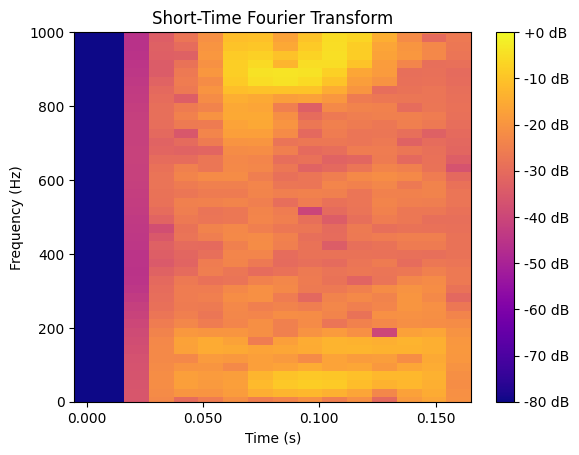 Short-Time Fourier Transform
1000
800
600
400
200
0
Frequency (Hz)
0.000
0.050
0.100
0.150
Time (s)
+0 dB
-10 dB
-20 dB
-30 dB
-40 dB
-50 dB
-60 dB
-70 dB
-80 dB